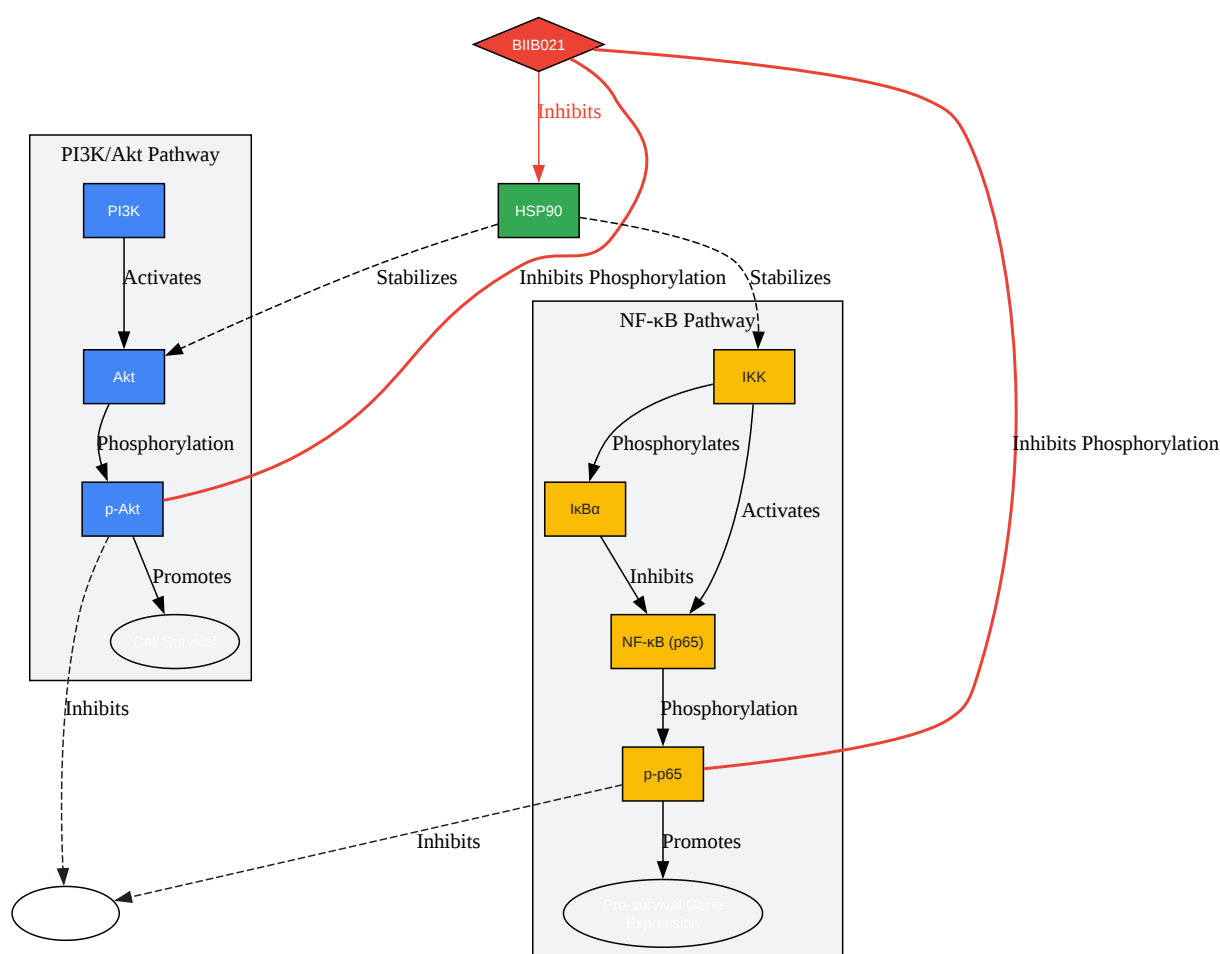 BIIB021
Inhibits
PI3K/Akt Pathway
PI3K
HSP90
Activates
Stabilizes
Inhibits Phosphorylation
Stabilizes
NF-κB Pathway
Akt
IKK
Phosphorylation
Phosphorylates
Inhibits Phosphorylation
p-Akt
IκBα
Activates
Promotes
Inhibits
Cell Survival
NF-κB (p65)
Inhibits
Phosphorylation
p-p65
Inhibits
Promotes
Pro-survival Gene
Expression